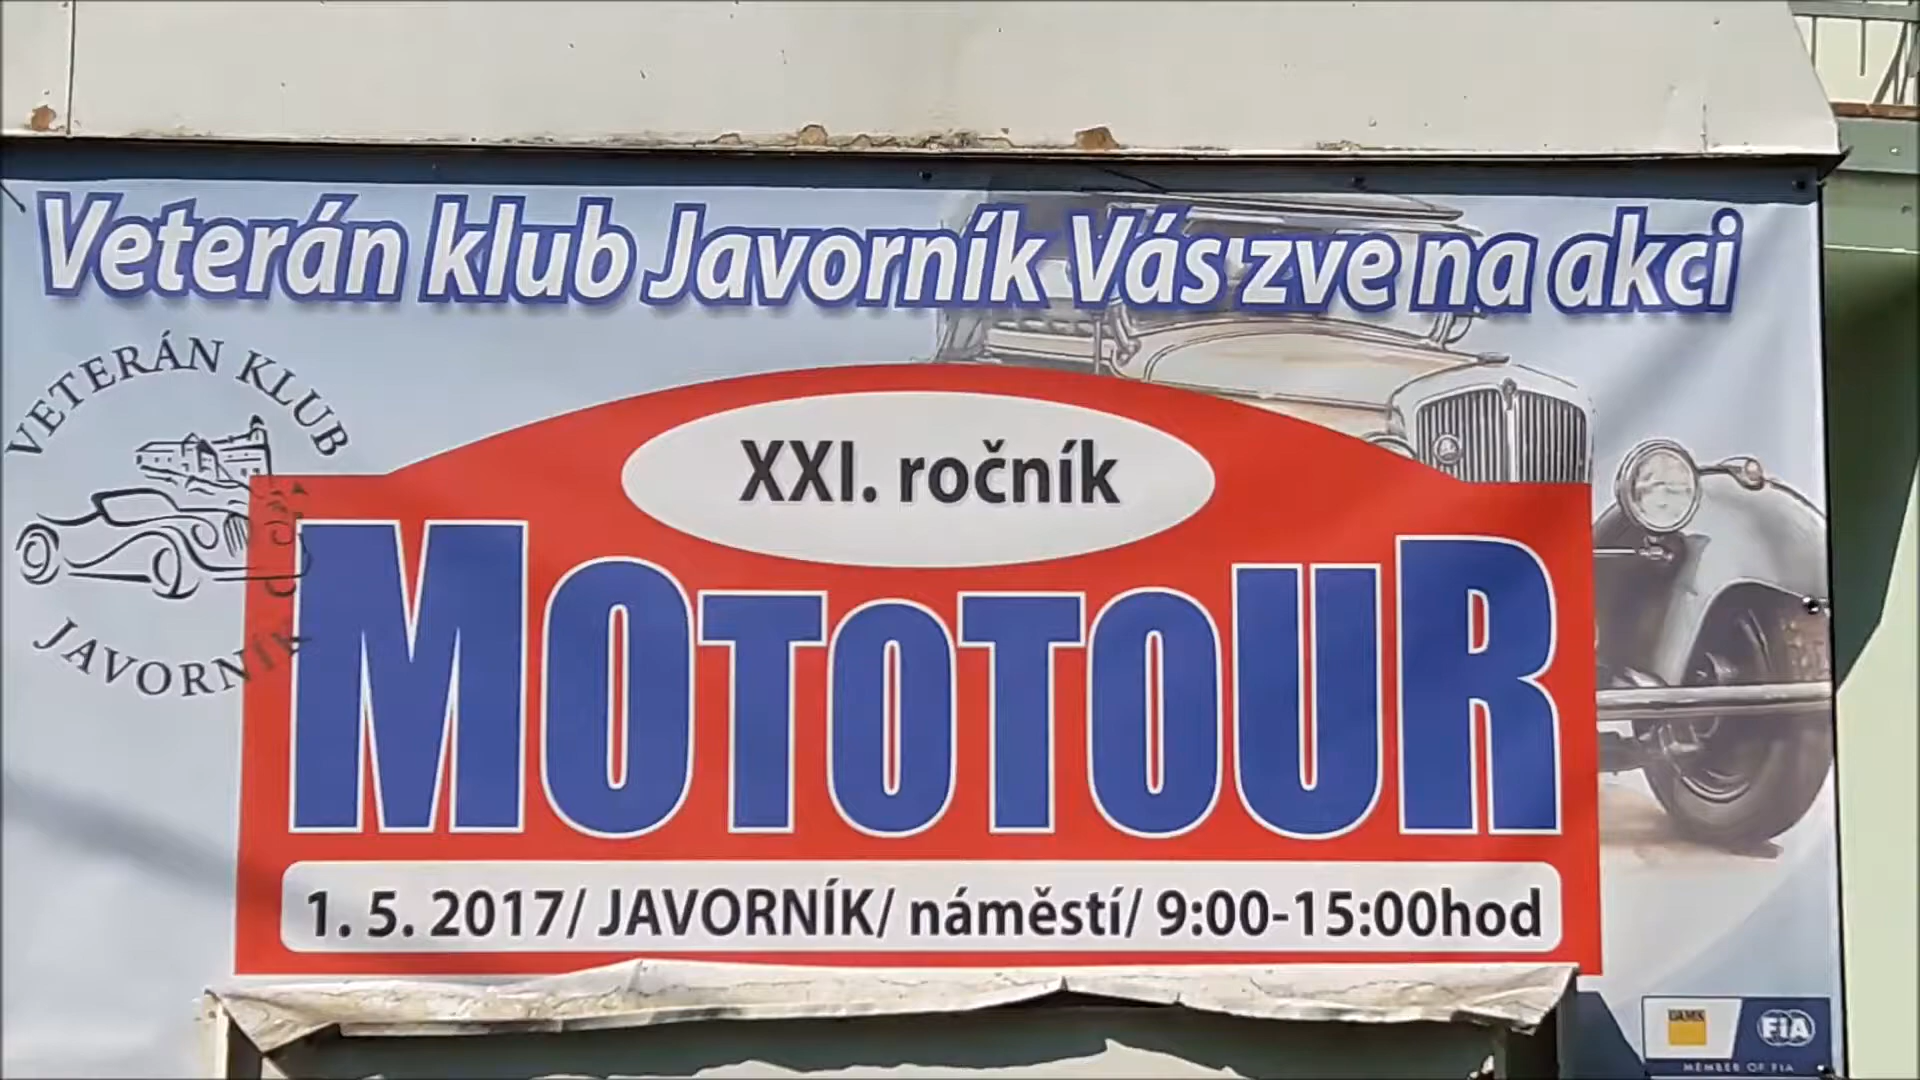 Veterán klub Javorník Vás zve na akci
VETERÁN KLUB
JAVORNÍK
XXI. ročník
MOTOTOUR
1. 5. 2017/ JAVORNÍK/ náměstí/ 9:00-15:00hod
FIA
MEMBER OF FIA